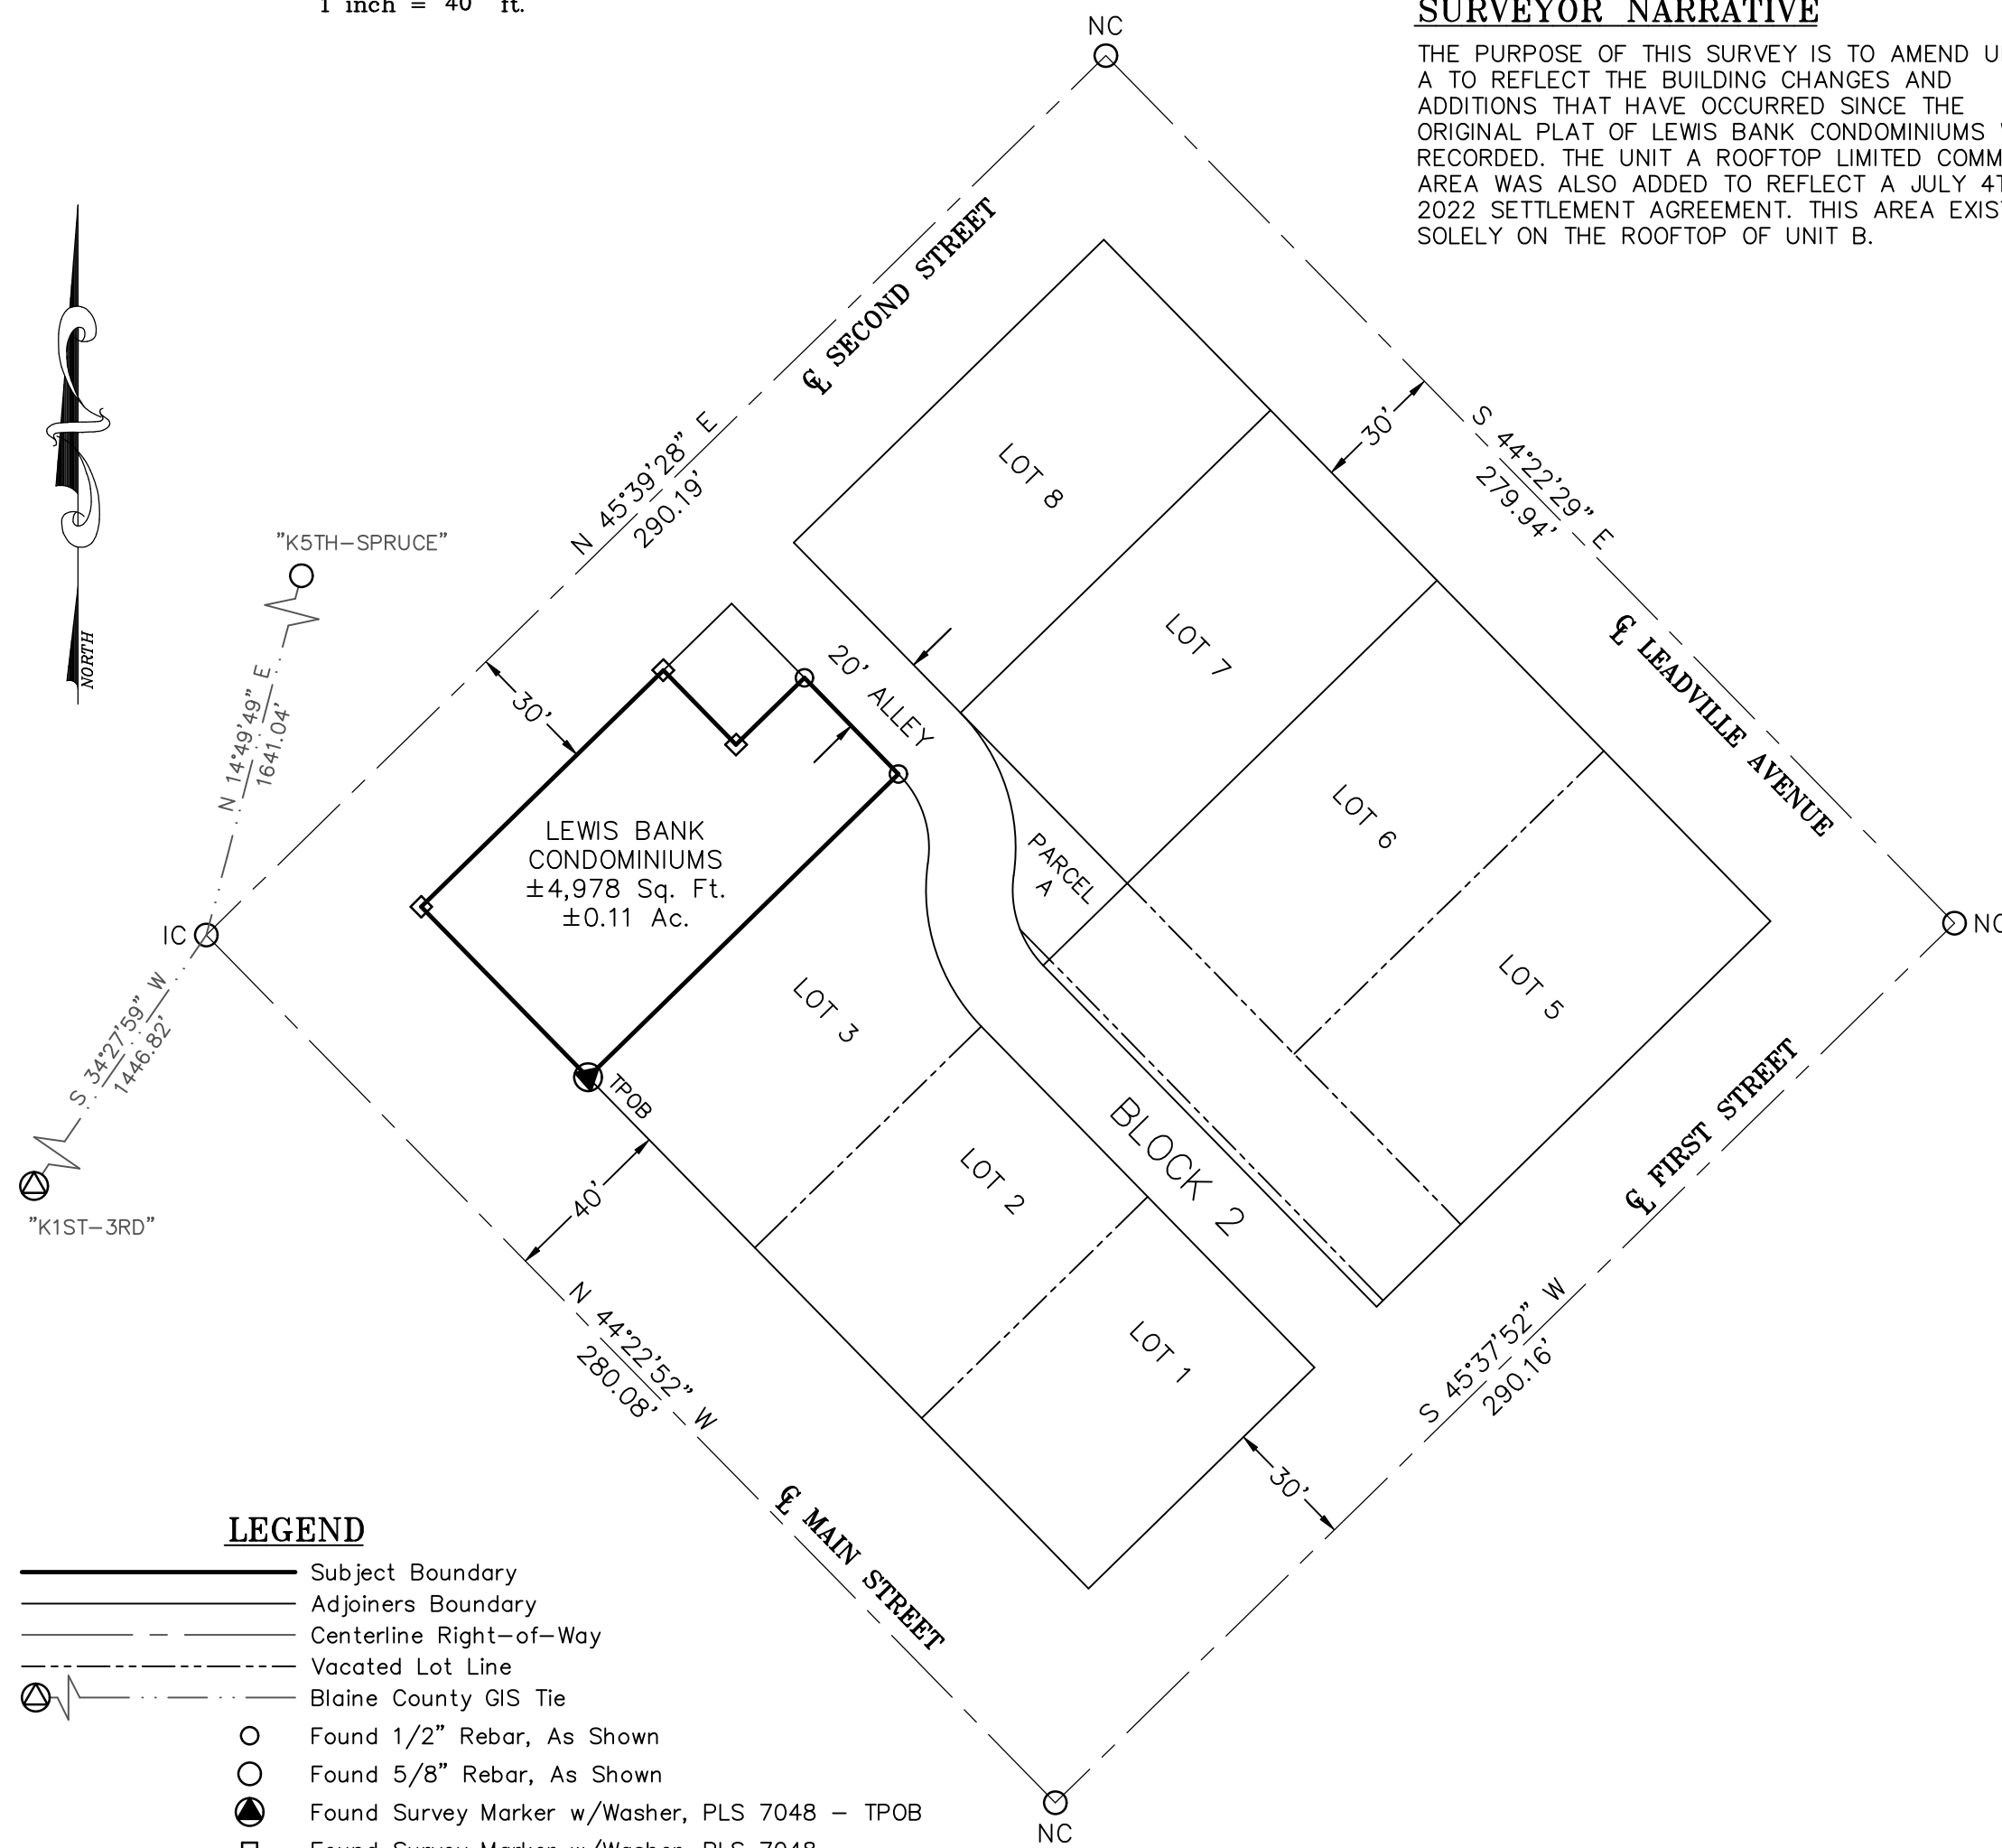 1 inch = 40 ft.
SURVEYOR NARRATIVE
THE PURPOSE OF THIS SURVEY IS TO AMEND U
A TO REFLECT THE BUILDING CHANGES AND
ADDITIONS THAT HAVE OCCURRED SINCE THE
ORIGINAL PLAT OF LEWIS BANK CONDOMINIUMS
RECORDED. THE UNIT A ROOFTOP LIMITED COMM
AREA WAS ALSO ADDED TO REFLECT A JULY 4T
2022 SETTLEMENT AGREEMENT. THIS AREA EXIS
SOLELY ON THE ROOFTOP OF UNIT B.
NC
℄ SECOND STREET
N 45°39'28" E
290.19'
30'
S 44°22'29" E
279.94'
℄ LEADVILLE AVENUE
NORTH
"K5TH-SPRUCE"
N 14°49'49" E
1641.04'
LOT 8
LOT 7
LOT 6
LOT 5
20' ALLEY
30'
PARCEL
A
LEWIS BANK
CONDOMINIUMS
±4,978 Sq. Ft.
±0.11 Ac.
IC
NC
S 34°27'59" W
1446.82'
"K1ST-3RD"
TPOB
LOT 3
LOT 2
LOT 1
BLOCK 2
40'
N 44°22'52" W
280.08'
℄ MAIN STREET
℄ FIRST STREET
S 45°37'52" W
290.16'
30'
NC
LEGEND
Subject Boundary
Adjoiners Boundary
Centerline Right-of-Way
Vacated Lot Line
Blaine County GIS Tie
Found 1/2" Rebar, As Shown
Found 5/8" Rebar, As Shown
Found Survey Marker w/Washer, PLS 7048 - TPOB
Found Survey Marker w/Washer, PLS 7048